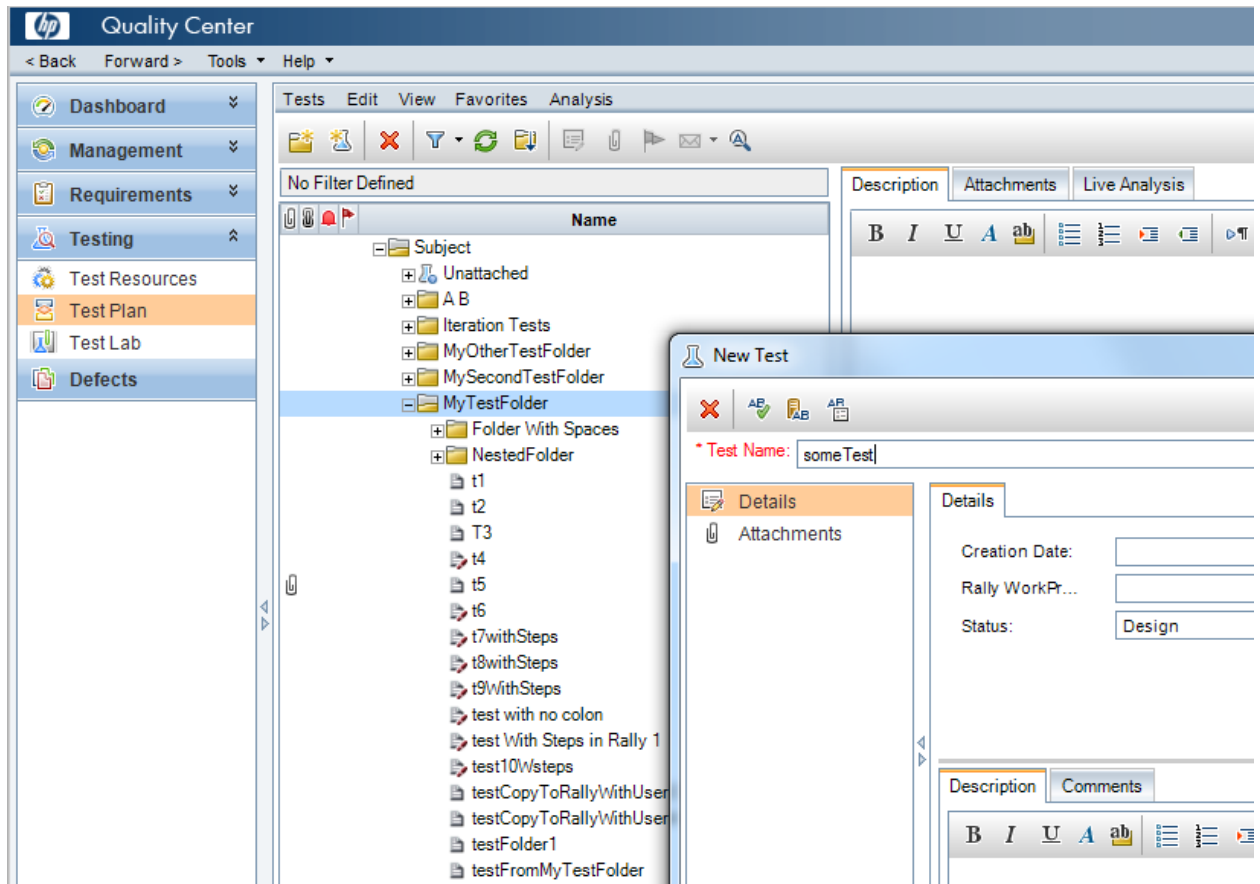 hp Quality Center
< Back Forward > Tools Help
Dashboard
Management
Requirements
Testing
Test Resources
Test Plan
Test Lab
Defects
Tests Edit View Favorites Analysis
No Filter Defined
Name
Subject
Unattached
A B
Iteration Tests
MyOtherTestFolder
MySecondTestFolder
MyTestFolder
Folder With Spaces
NestedFolder
t1
t2
T3
t4
t5
t6
t7withSteps
t8withSteps
t9WithSteps
test with no colon
test With Steps in Rally 1
test10Wsteps
testCopyToRallyWithUser
testCopyToRallyWithUser
testFolder1
testFromMyTestFolder
Description Attachments Live Analysis
B I U A ab
New Test
* Test Name: someTest
Details
Attachments
Details
Creation Date:
Rally WorkPr...
Status: Design
Description Comments
B I U A ab